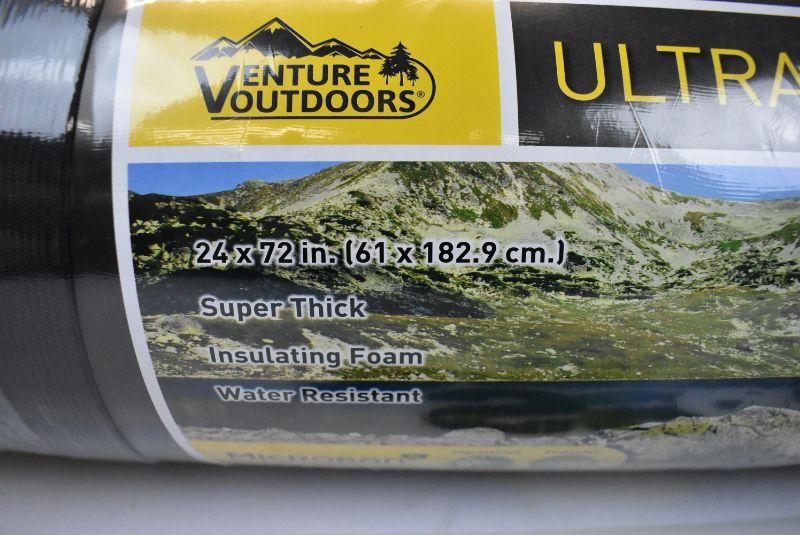 VENTURE
OUTDOORS®
ULTRA
24 x 72 in. (61 x 182.9 cm.)
Super Thick
Insulating Foam
Water Resistant